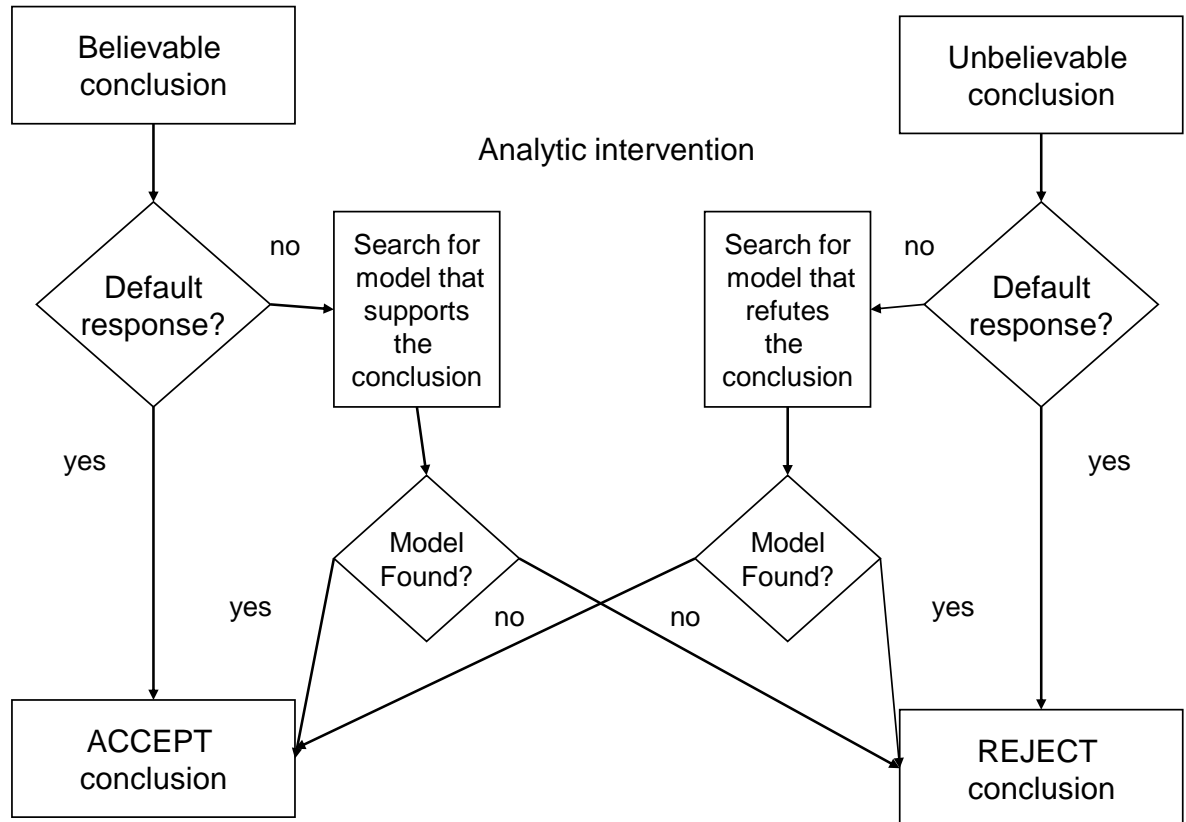 Believable
conclusion
Unbelievable
conclusion
Analytic intervention
Default
response?
no
Search for
model that
supports
the
conclusion
Search for
model that
refutes
the
conclusion
no
Default
response?
yes
yes
Model
Found?
Model
Found?
yes
no
no
yes
ACCEPT
conclusion
REJECT
conclusion